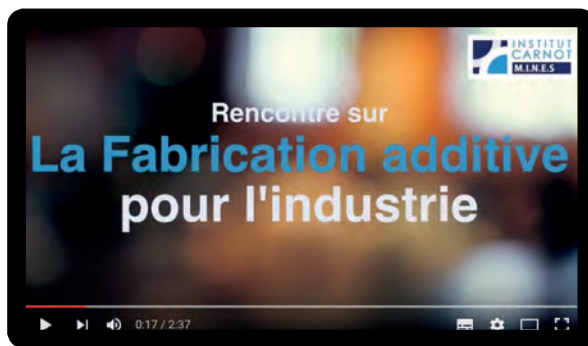 INSTITUT
CARNOT
M.I.N.E.S
Rencontre sur
La Fabrication additive
pour l'industrie
0:17 / 2:37